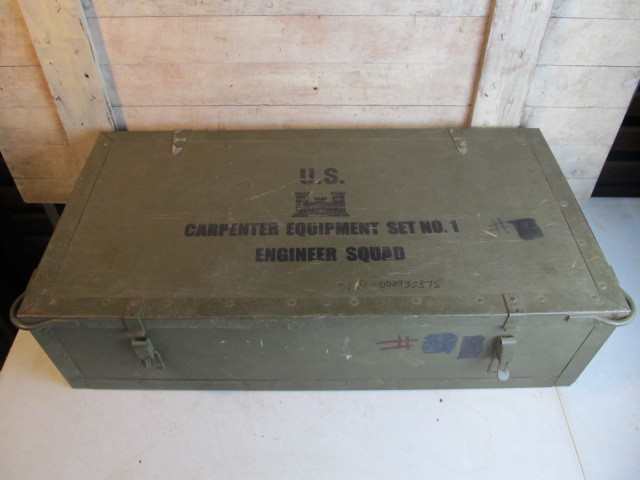 U.S.
CARPENTER EQUIPMENT SET NO. 1
#
ENGINEER SQUAD
#